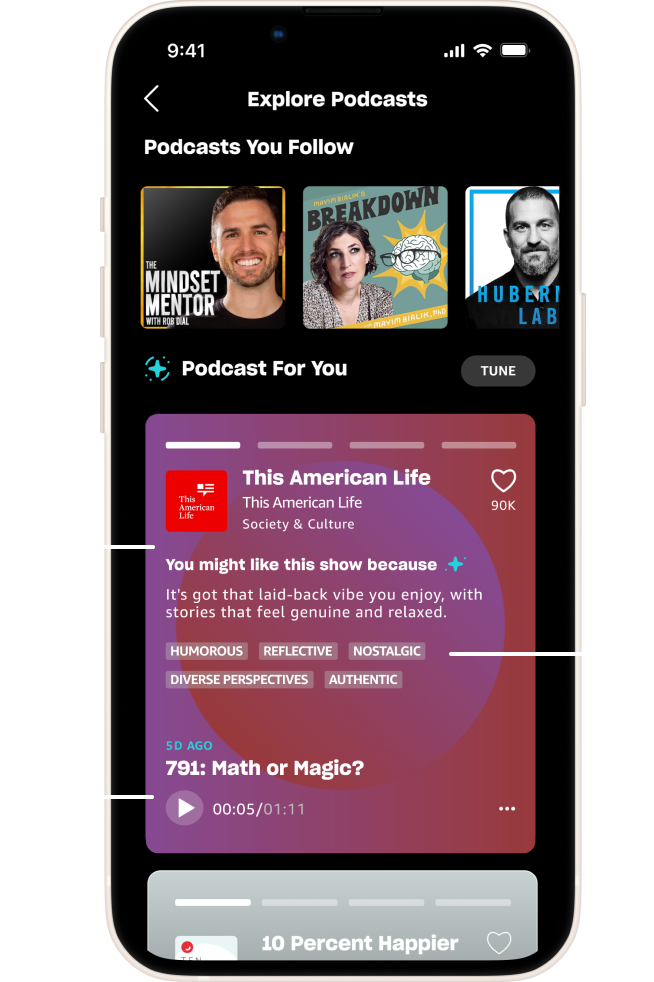 9:41
Explore Podcasts
Podcasts You Follow
THE
MINDSET
MENTOR
WITH ROB DIAL
MAYIM BIALIK'S
BREAKDOWN
MAYIM BIALIK, PhD
HUBER
LAB
Podcast For You
TUNE
This
American
Life
This American Life
This American Life
Society & Culture
90K
You might like this show because
It's got that laid-back vibe you enjoy, with
stories that feel genuine and relaxed.
HUMOROUS REFLECTIVE NOSTALGIC
DIVERSE PERSPECTIVES AUTHENTIC
5D AGO
791: Math or Magic?
00:05/01:11
10 Percent Happier
TEN